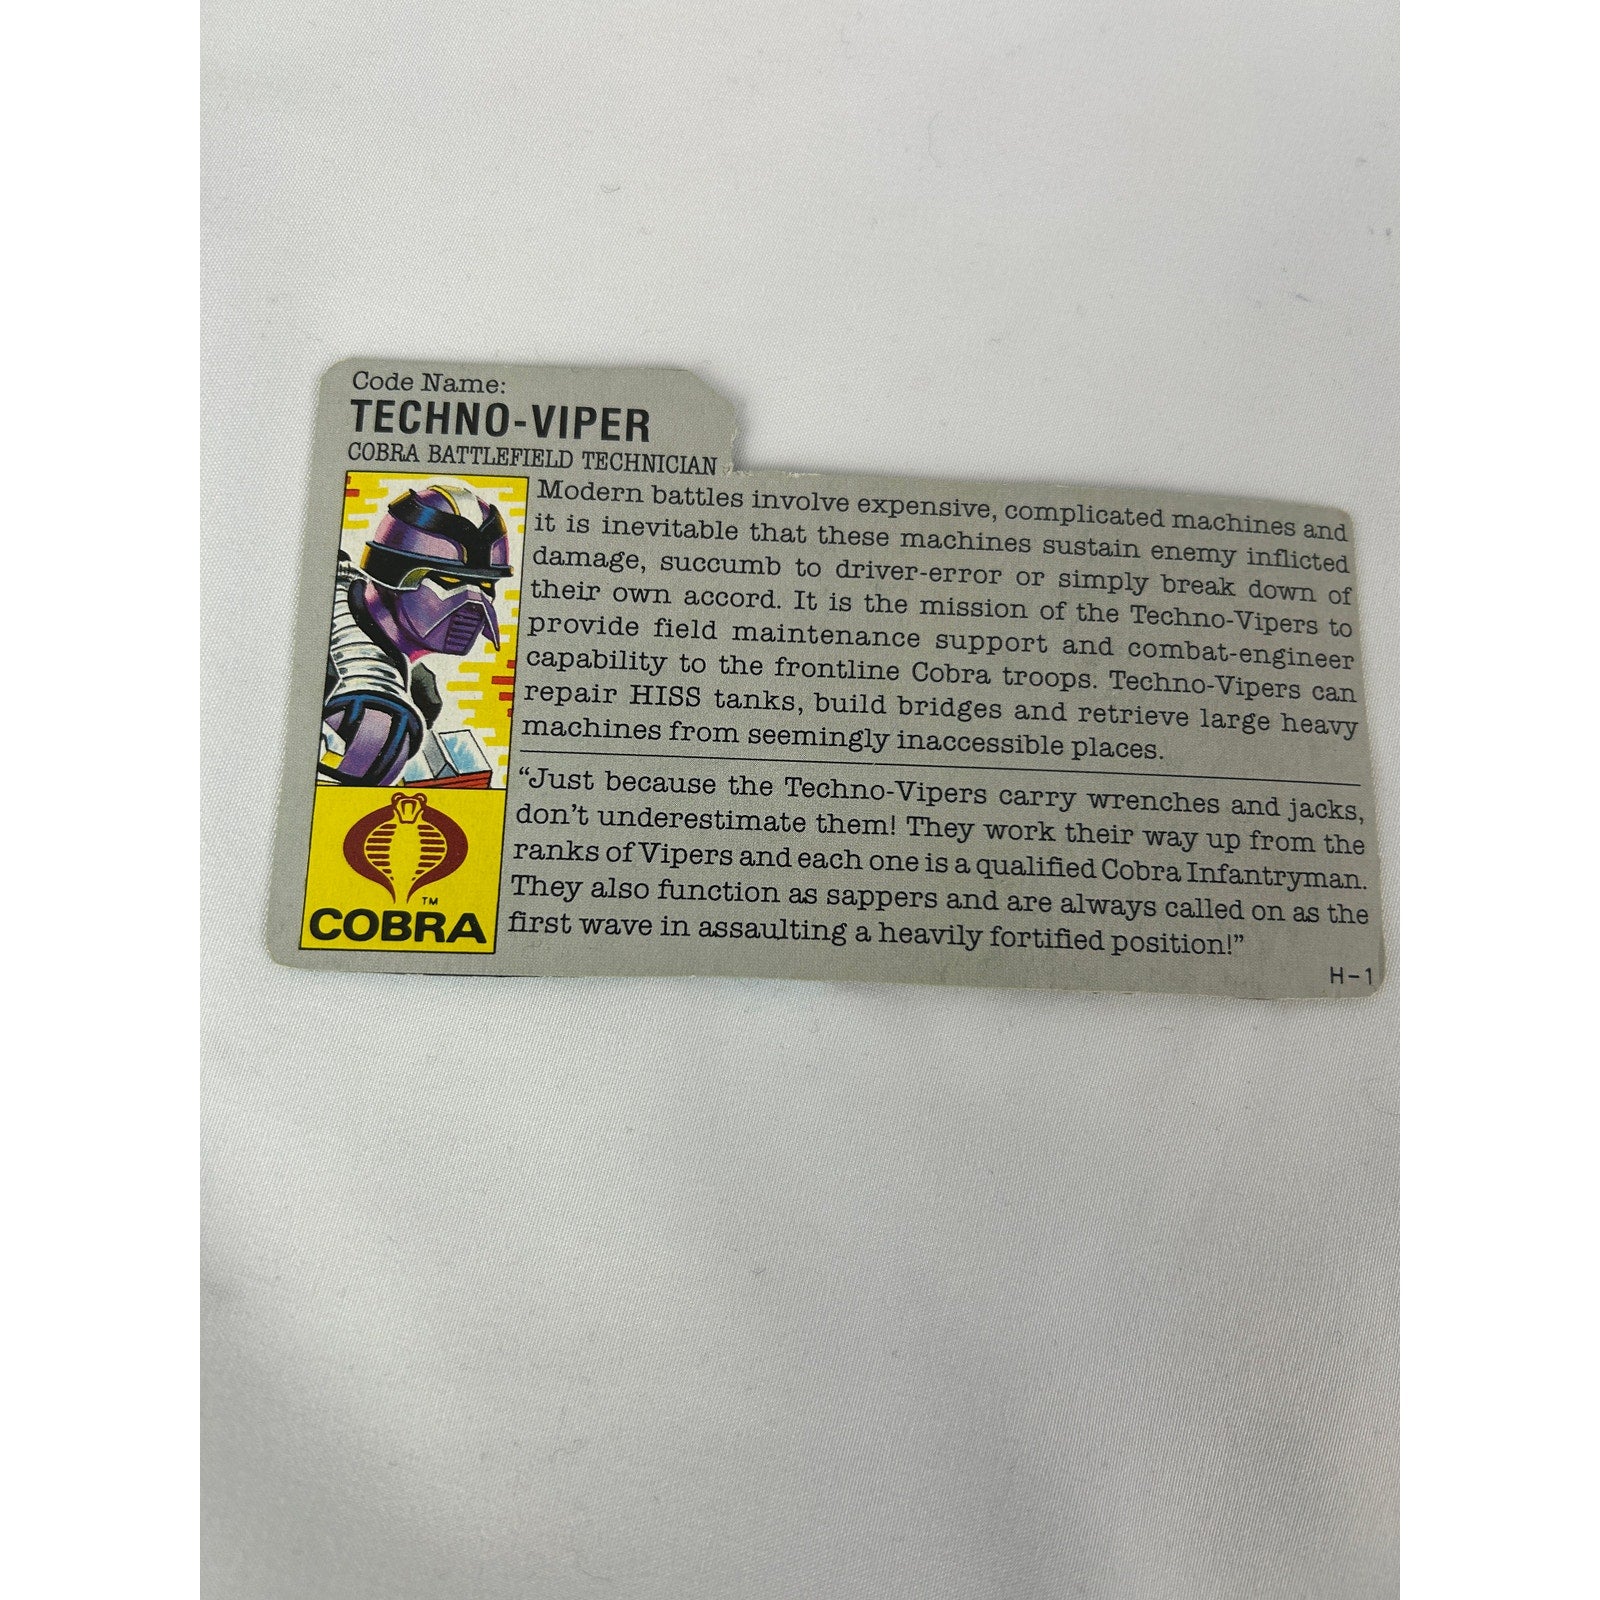 Code Name:
TECHNO-VIPER
COBRA BATTLEFIELD TECHNICIAN
Modern battles involve expensive, complicated machines and
it is inevitable that these machines sustain enemy inflicted
damage, succumb to driver-error or simply break down of
their own accord. It is the mission of the Techno-Vipers to
provide field maintenance support and combat-engineer
capability to the frontline Cobra troops. Techno-Vipers can
repair HISS tanks, build bridges and retrieve large heavy
machines from seemingly inaccessible places.
“Just because the Techno-Vipers carry wrenches and jacks,
don’t underestimate them! They work their way up from the
ranks of Vipers and each one is a qualified Cobra Infantryman.
They also function as sappers and are always called on as the
first wave in assaulting a heavily fortified position!”
TM
COBRA
H-1